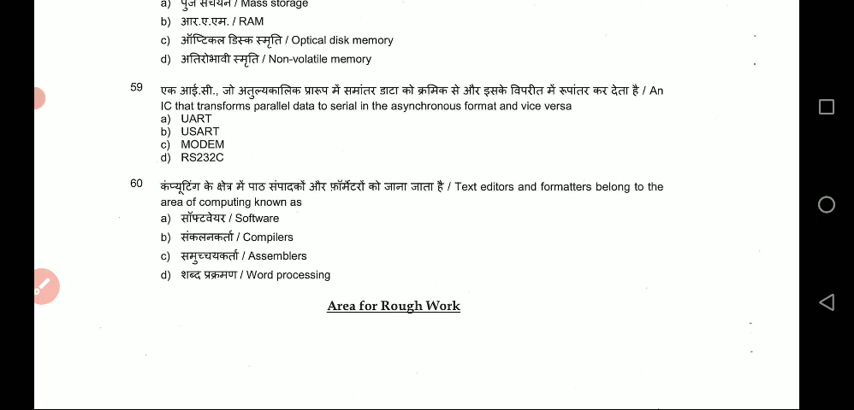 a) पुंज संचयन / Mass storage
b) आर.ए.एम. / RAM
c) ऑप्टिकल डिस्क स्मृति / Optical disk memory
d) अतिरोभावी स्मृति / Non-volatile memory
59 एक आई.सी., जो अतुल्यकालिक प्रारूप में समांतर डाटा को क्रमिक से और इसके विपरीत में रूपांतर कर देता है / An
IC that transforms parallel data to serial in the asynchronous format and vice versa
a) UART
b) USART
c) MODEM
d) RS232C
60 कंप्यूटिंग के क्षेत्र में पाठ संपादकों और फ़ॉर्मेटरों को जाना जाता है / Text editors and formatters belong to the
area of computing known as
a) सॉफ्टवेयर / Software
b) संकलनकर्ता / Compilers
c) समुच्चयकर्ता / Assemblers
d) शब्द प्रक्रमण / Word processing
Area for Rough Work